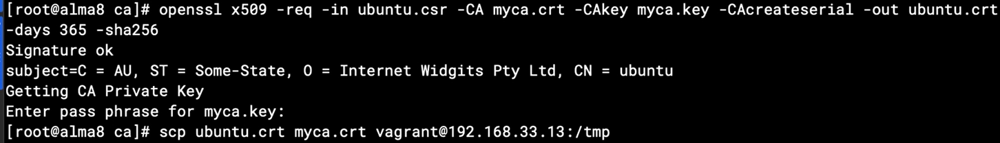 [root@alma8 ca]# openssl x509 -req -in ubuntu.csr -CA myca.crt -CAkey myca.key -CAcreateserial -out ubuntu.crt
-days 365 -sha256
Signature ok
subject=C = AU, ST = Some-State, O = Internet Widgits Pty Ltd, CN = ubuntu
Getting CA Private Key
Enter pass phrase for myca.key:
[root@alma8 ca]# scp ubuntu.crt myca.crt vagrant@192.168.33.13:/tmp